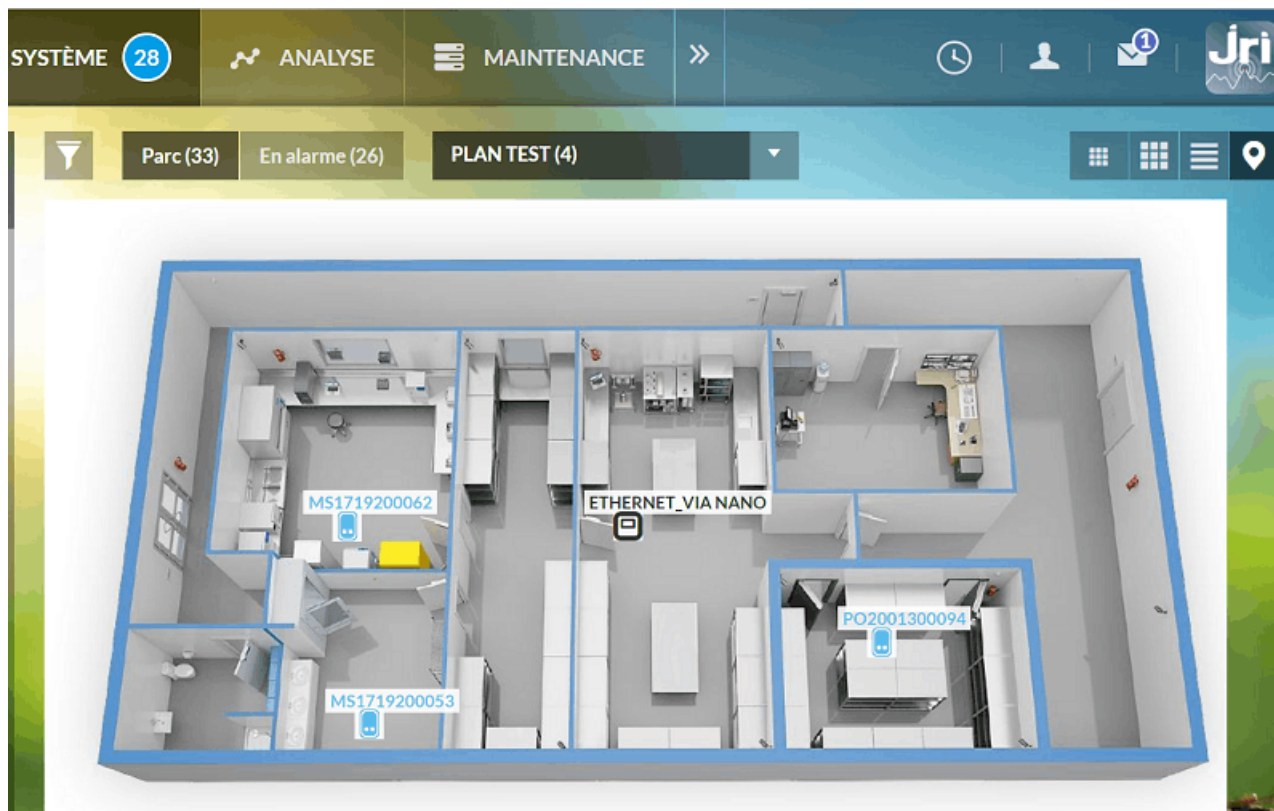 SYSTÈME 28 ANALYSE MAINTENANCE » 1 Jri
Parc (33) En alarme (26) PLAN TEST (4)
MS1719200062
ETHERNET_VIA NANO
PO2001300094
MS1719200053